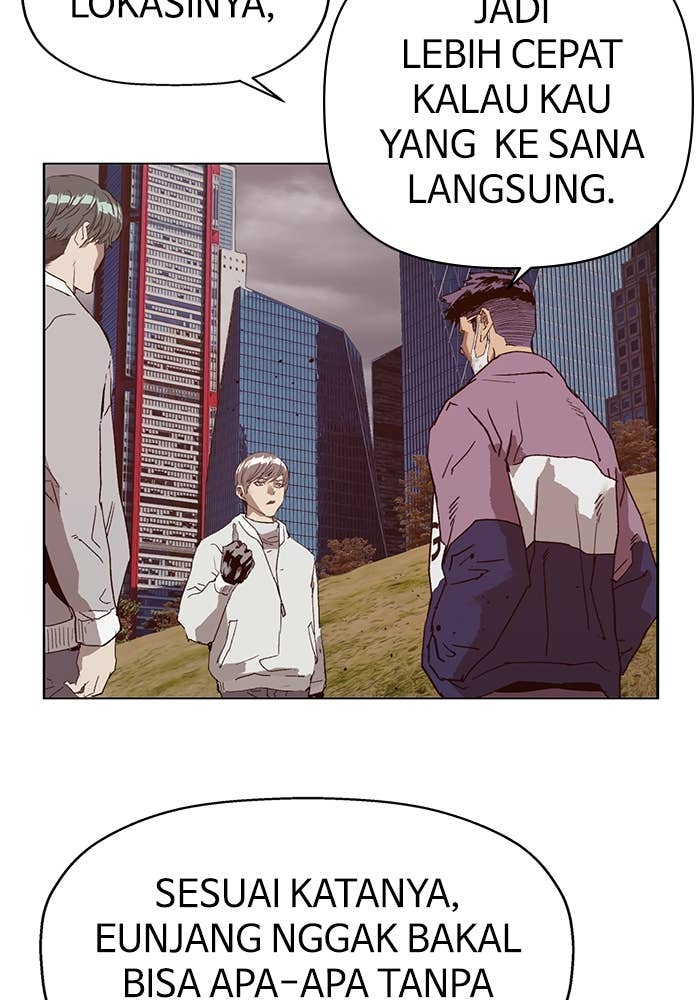 LOKASINYA,
JADI
LEBIH CEPAT
KALAU KAU
YANG KE SANA
LANGSUNG.
SESUAI KATANYA,
EUNJANG NGGAK BAKAL
BISA APA-APA TANPA